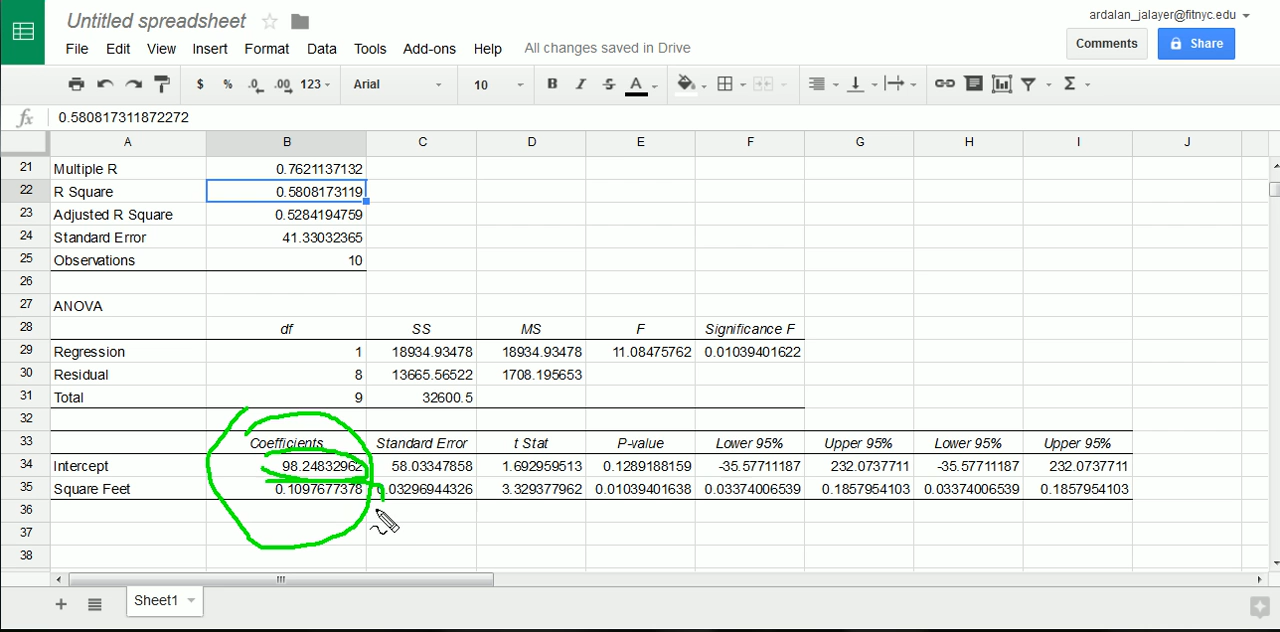 Untitled spreadsheet
ardalan_jalayer@fitnyc.edu
File Edit View Insert Format Data Tools Add-ons Help All changes saved in Drive
Comments Share
$ % .0 .00 123 Arial 10 B I S A Σ
fx 0.580817311872272
A B C D E F G H I J
21 Multiple R 0.7621137132
22 R Square 0.5808173119
23 Adjusted R Square 0.5284194759
24 Standard Error 41.33032365
25 Observations 10
26
27 ANOVA
28 df SS MS F Significance F
29 Regression 1 18934.93478 18934.93478 11.08475762 0.01039401622
30 Residual 8 13665.56522 1708.195653
31 Total 9 32600.5
32
33 Coefficients Standard Error t Stat P-value Lower 95% Upper 95% Lower 95% Upper 95%
34 Intercept 98.24832962 58.03347858 1.692959513 0.1289188159 -35.57711187 232.0737711 -35.57711187 232.0737711
35 Square Feet 0.1097677378 0.03296944326 3.329377962 0.01039401638 0.03374006539 0.1857954103 0.03374006539 0.1857954103
36
37
38
+ Sheet1